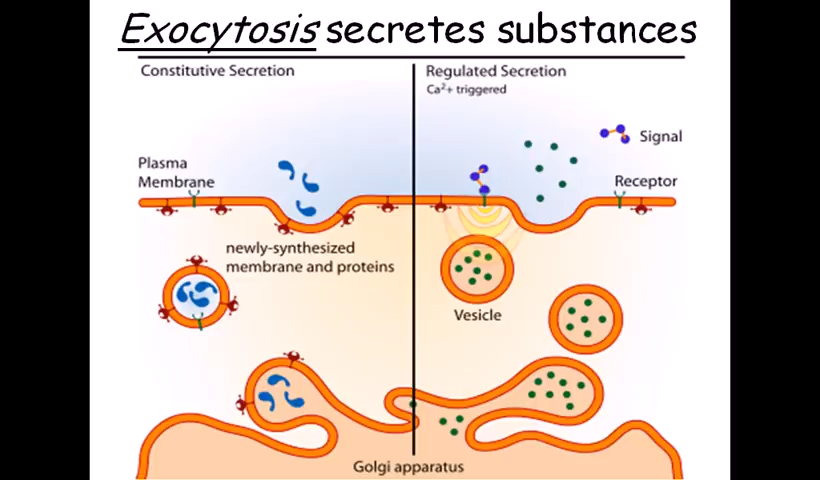 Exocytosis secretes substances
Constitutive Secretion
Regulated Secretion
Ca²+ triggered
Signal
Plasma
Membrane
Receptor
newly-synthesized
membrane and proteins
Vesicle
Golgi apparatus